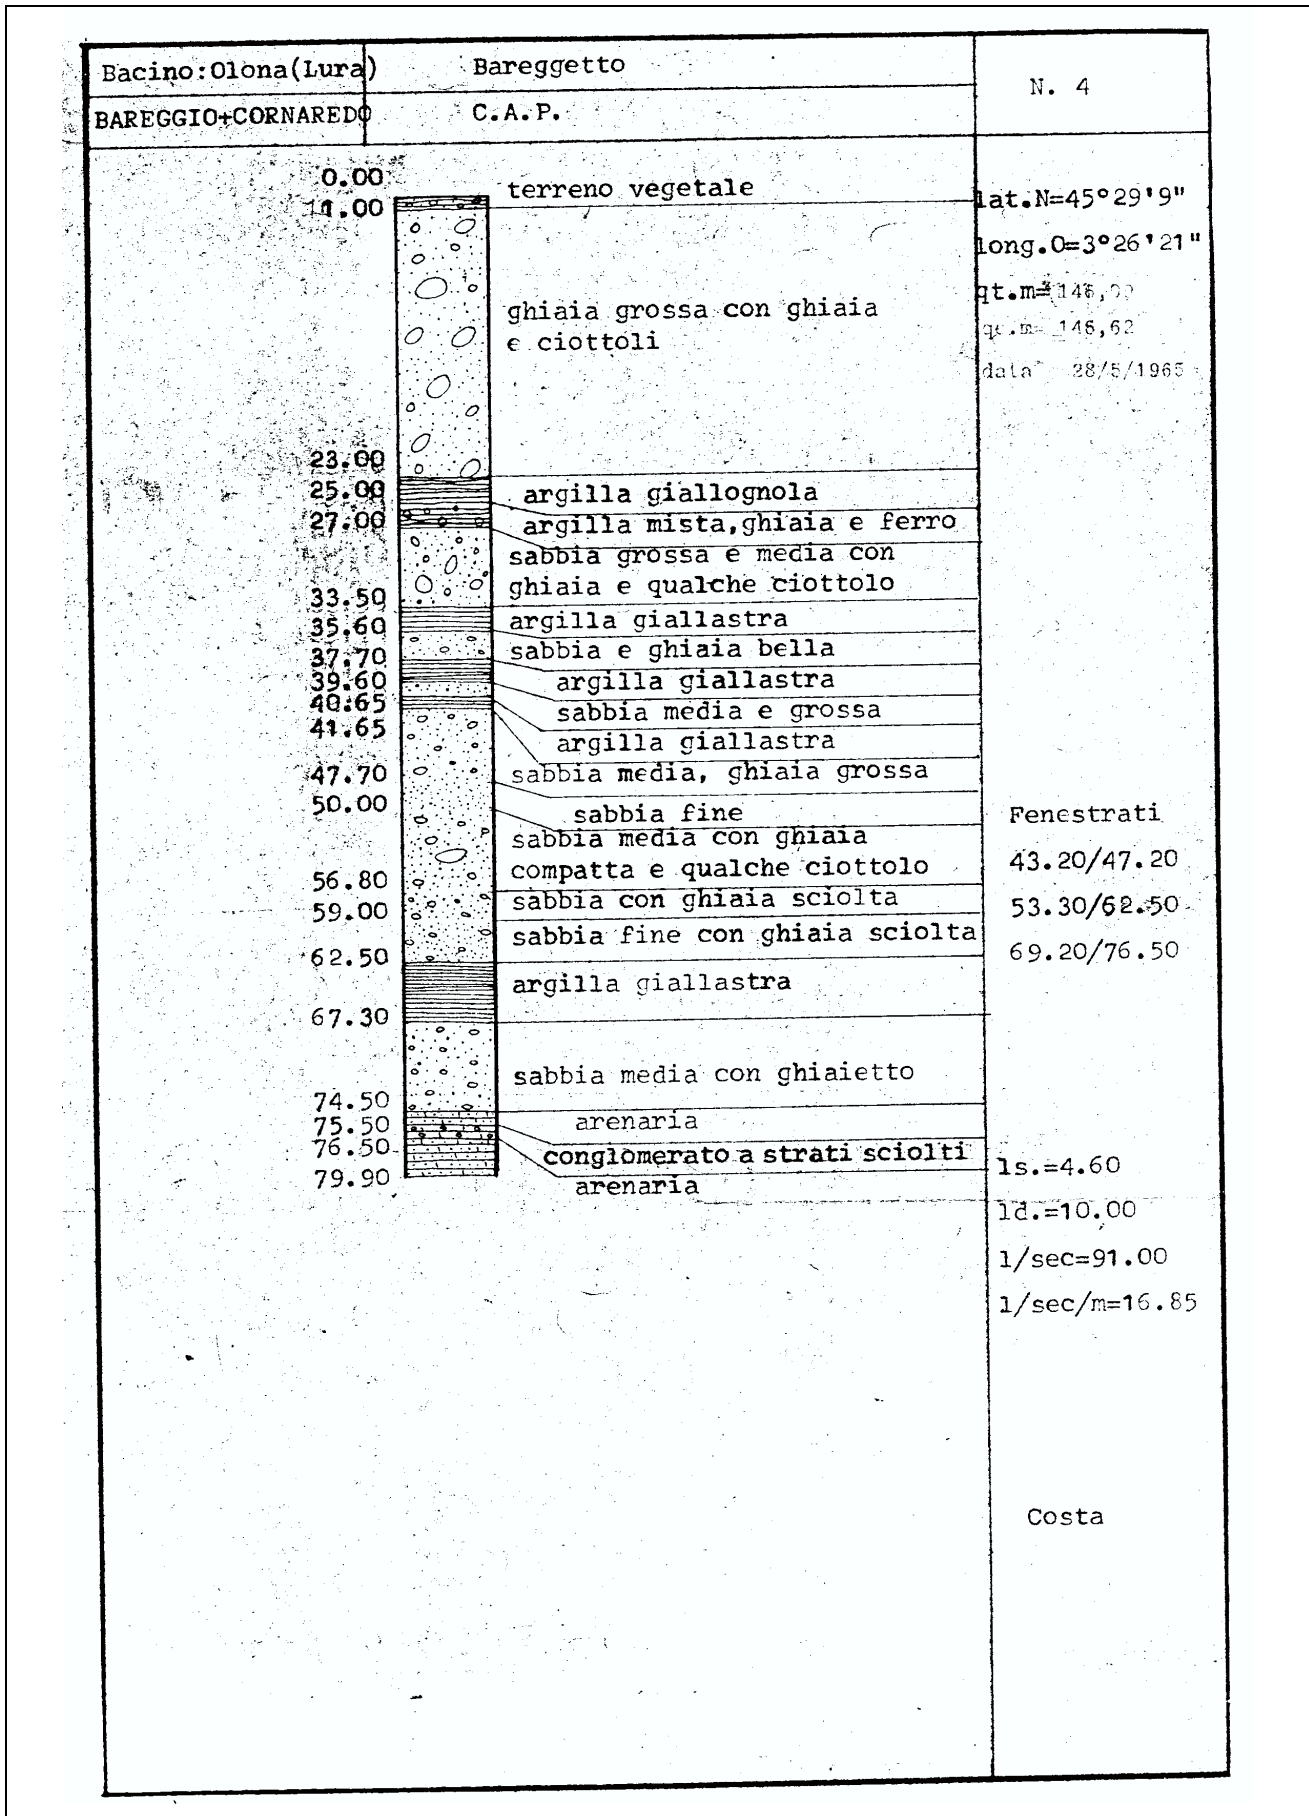 Bacino:Olona(Lura)
Bareggetto
N. 4
BAREGGIO+CORNAREDO
C.A.P.
0.00
terreno vegetale
lat.N=45°29'9"
1.00
long.O=3°26'21"
qt.m=
ghiaia grossa con ghiaia
e ciottoli
146,62
data 28/5/1965
23.00
25.00
argilla giallognola
27.00
argilla mista,ghiaia e ferro
sabbia grossa e media con
ghiaia e qualche ciottolo
33.50
argilla giallastra
35.60
sabbia e ghiaia bella
37.70
argilla giallastra
39.60
sabbia media e grossa
40.65
argilla giallastra
41.65
sabbia media, ghiaia grossa
47.70
50.00
sabbia fine
Fenestrati
sabbia media con ghiaia
compatta e qualche ciottolo
43.20/47.20
56.80
sabbia con ghiaia sciolta
53.30/62.50
59.00
sabbia fine con ghiaia sciolta
69.20/76.50
62.50
argilla giallastra
67.30
sabbia media con ghiaietto
74.50
arenaria
75.50
76.50
conglomerato a strati sciolti
ls.=4.60
79.90
arenaria
ld.=10.00
l/sec=91.00
l/sec/m=16.85
Costa